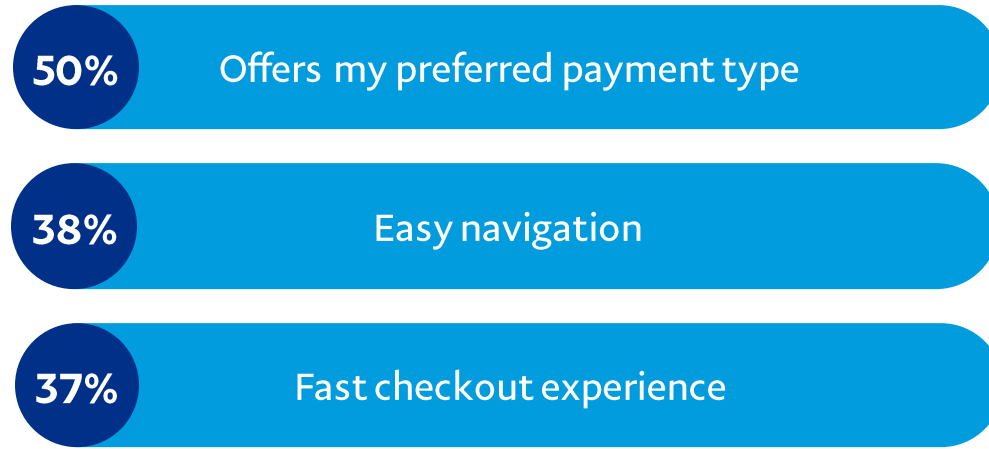 50% Offers my preferred payment type
38% Easy navigation
37% Fast checkout experience